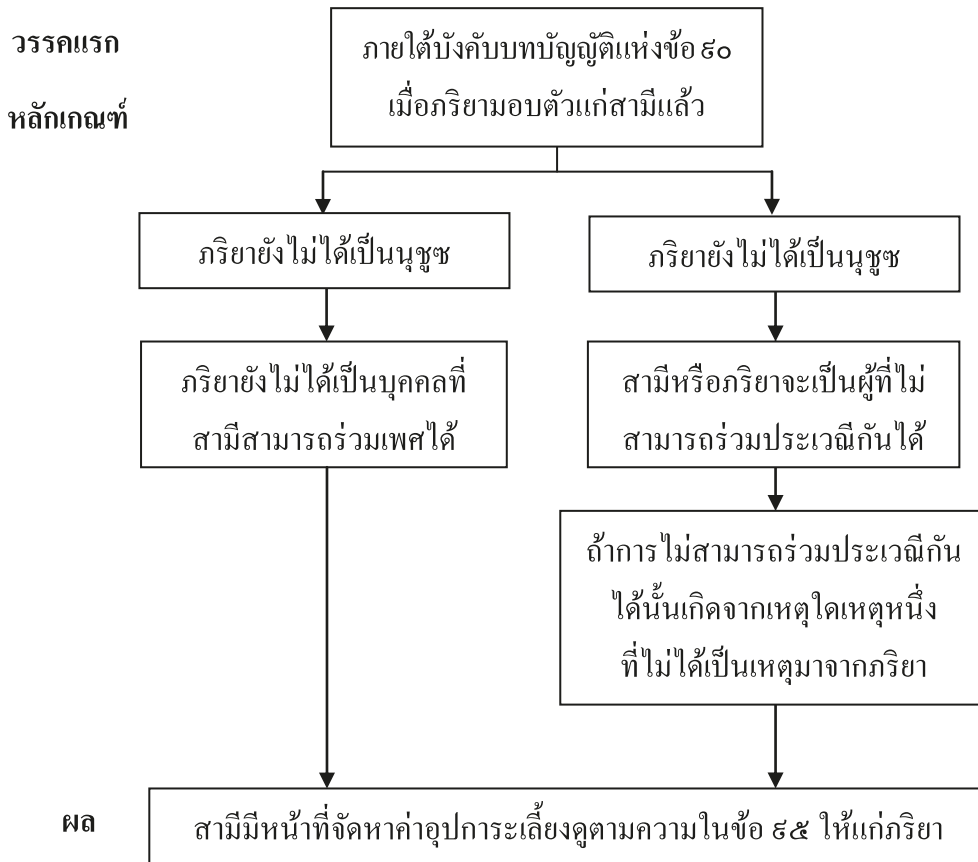 วรรคแรก
หลักเกณฑ์
ภายใต้บังคับบทบัญญัติแห่งข้อ ๙๐
เมื่อภริยามอบตัวแก่สามีแล้ว
ภริยายังไม่ได้เป็นนุชูซ
ภริยายังไม่ได้เป็นบุคคลที่
สามีสามารถร่วมเพศได้
ภริยายังไม่ได้เป็นนุชูซ
สามีหรือภริยาจะเป็นผู้ที่ไม่
สามารถร่วมประเวณีกันได้
ถ้าการไม่สามารถร่วมประเวณีกัน
ได้นั้นเกิดจากเหตุใดเหตุหนึ่ง
ที่ไม่ได้เป็นเหตุมาจากภริยา
ผล
สามีมีหน้าที่จัดหาค่าอุปการะเลี้ยงดูตามความในข้อ ๙๕ ให้แก่ภริยา